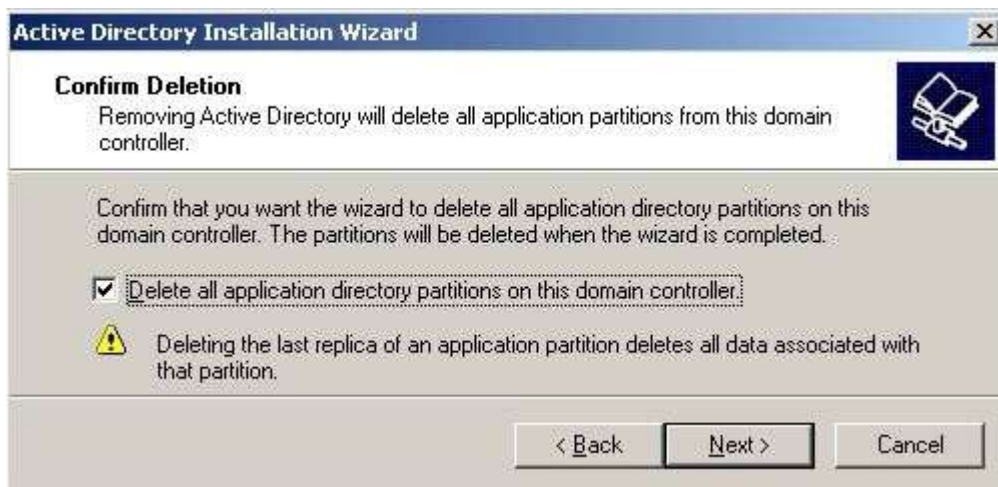 Active Directory Installation Wizard
Confirm Deletion
Removing Active Directory will delete all application partitions from this domain
controller.
Confirm that you want the wizard to delete all application directory partitions on this
domain controller. The partitions will be deleted when the wizard is completed.
Delete all application directory partitions on this domain controller.
Deleting the last replica of an application partition deletes all data associated with
that partition.
< Back Next > Cancel